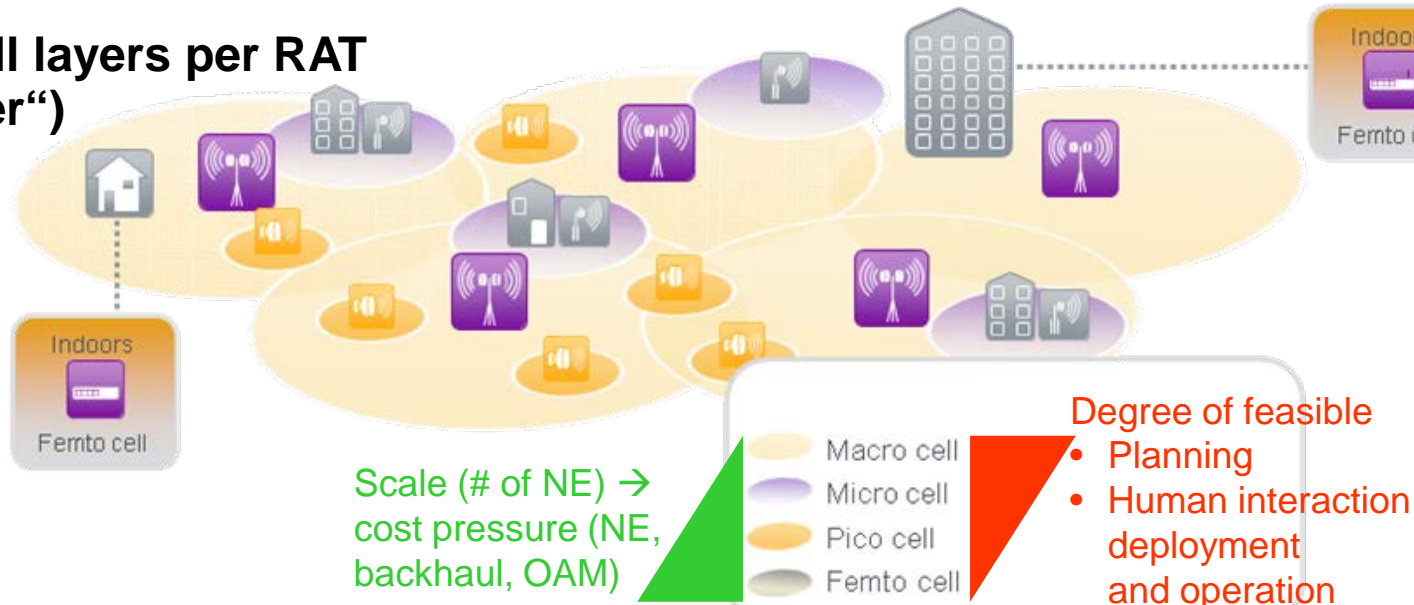 ll layers per RAT
er“)
Indoor
Femto
Indoors
Femto cell
Scale (# of NE) →
cost pressure (NE,
backhaul, OAM)
Macro cell
Micro cell
Pico cell
Femto cell
Degree of feasible
• Planning
• Human interaction
deployment
and operation